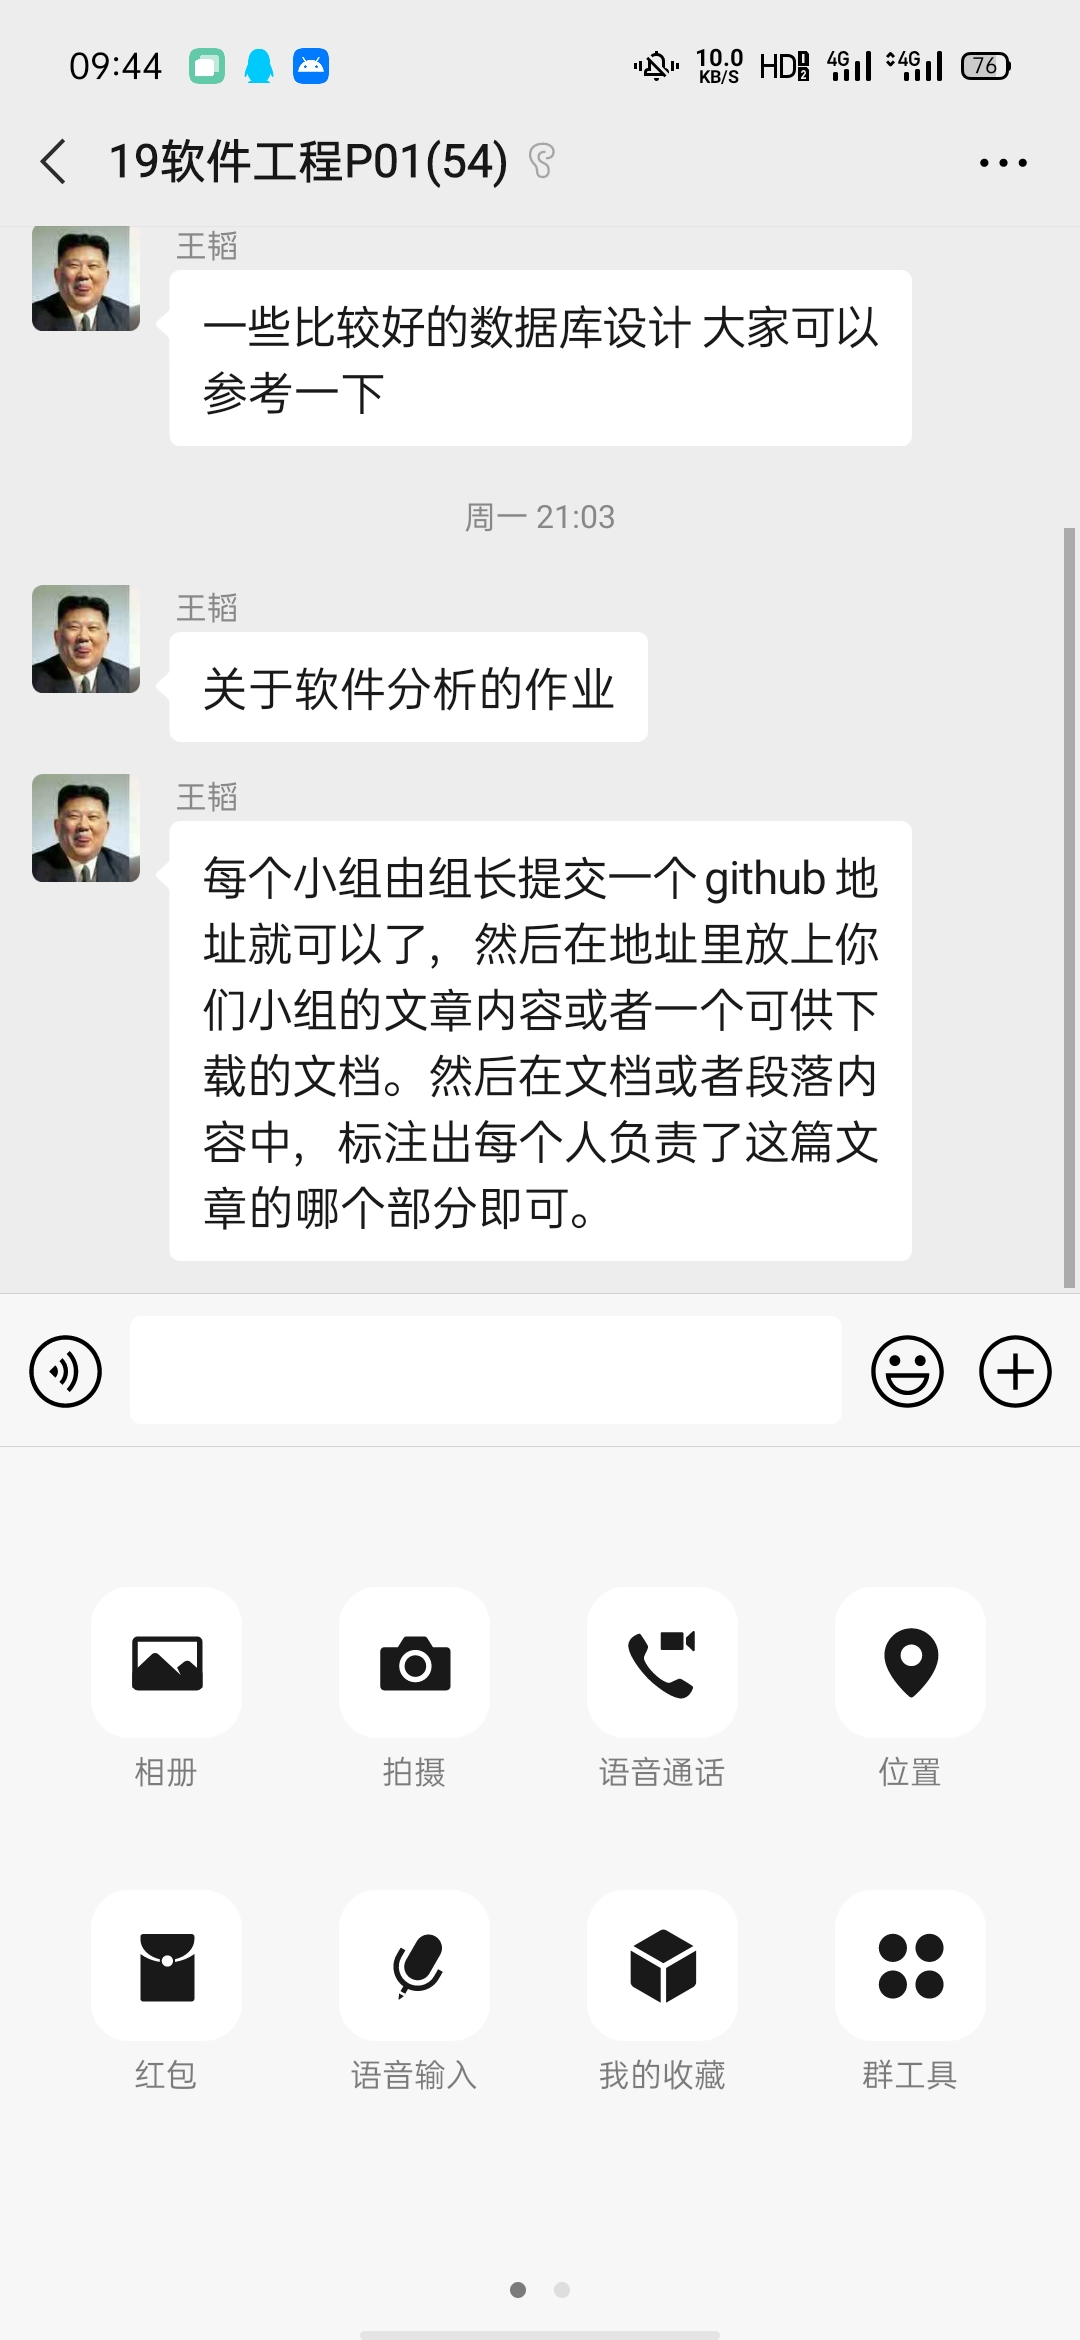 09:44
10.0
KB/S
HD
1
2
4G
4G
76
19软件工程P01(54)
王韬
一些比较好的数据库设计 大家可以
参考一下
周一 21:03
王韬
关于软件分析的作业
王韬
每个小组由组长提交一个github地
址就可以了，然后在地址里放上你
们小组的文章内容或者一个可供下
载的文档。然后在文档或者段落内
容中，标注出每个人负责了这篇文
章的哪个部分即可。
相册
拍摄
语音通话
位置
红包
语音输入
我的收藏
群工具